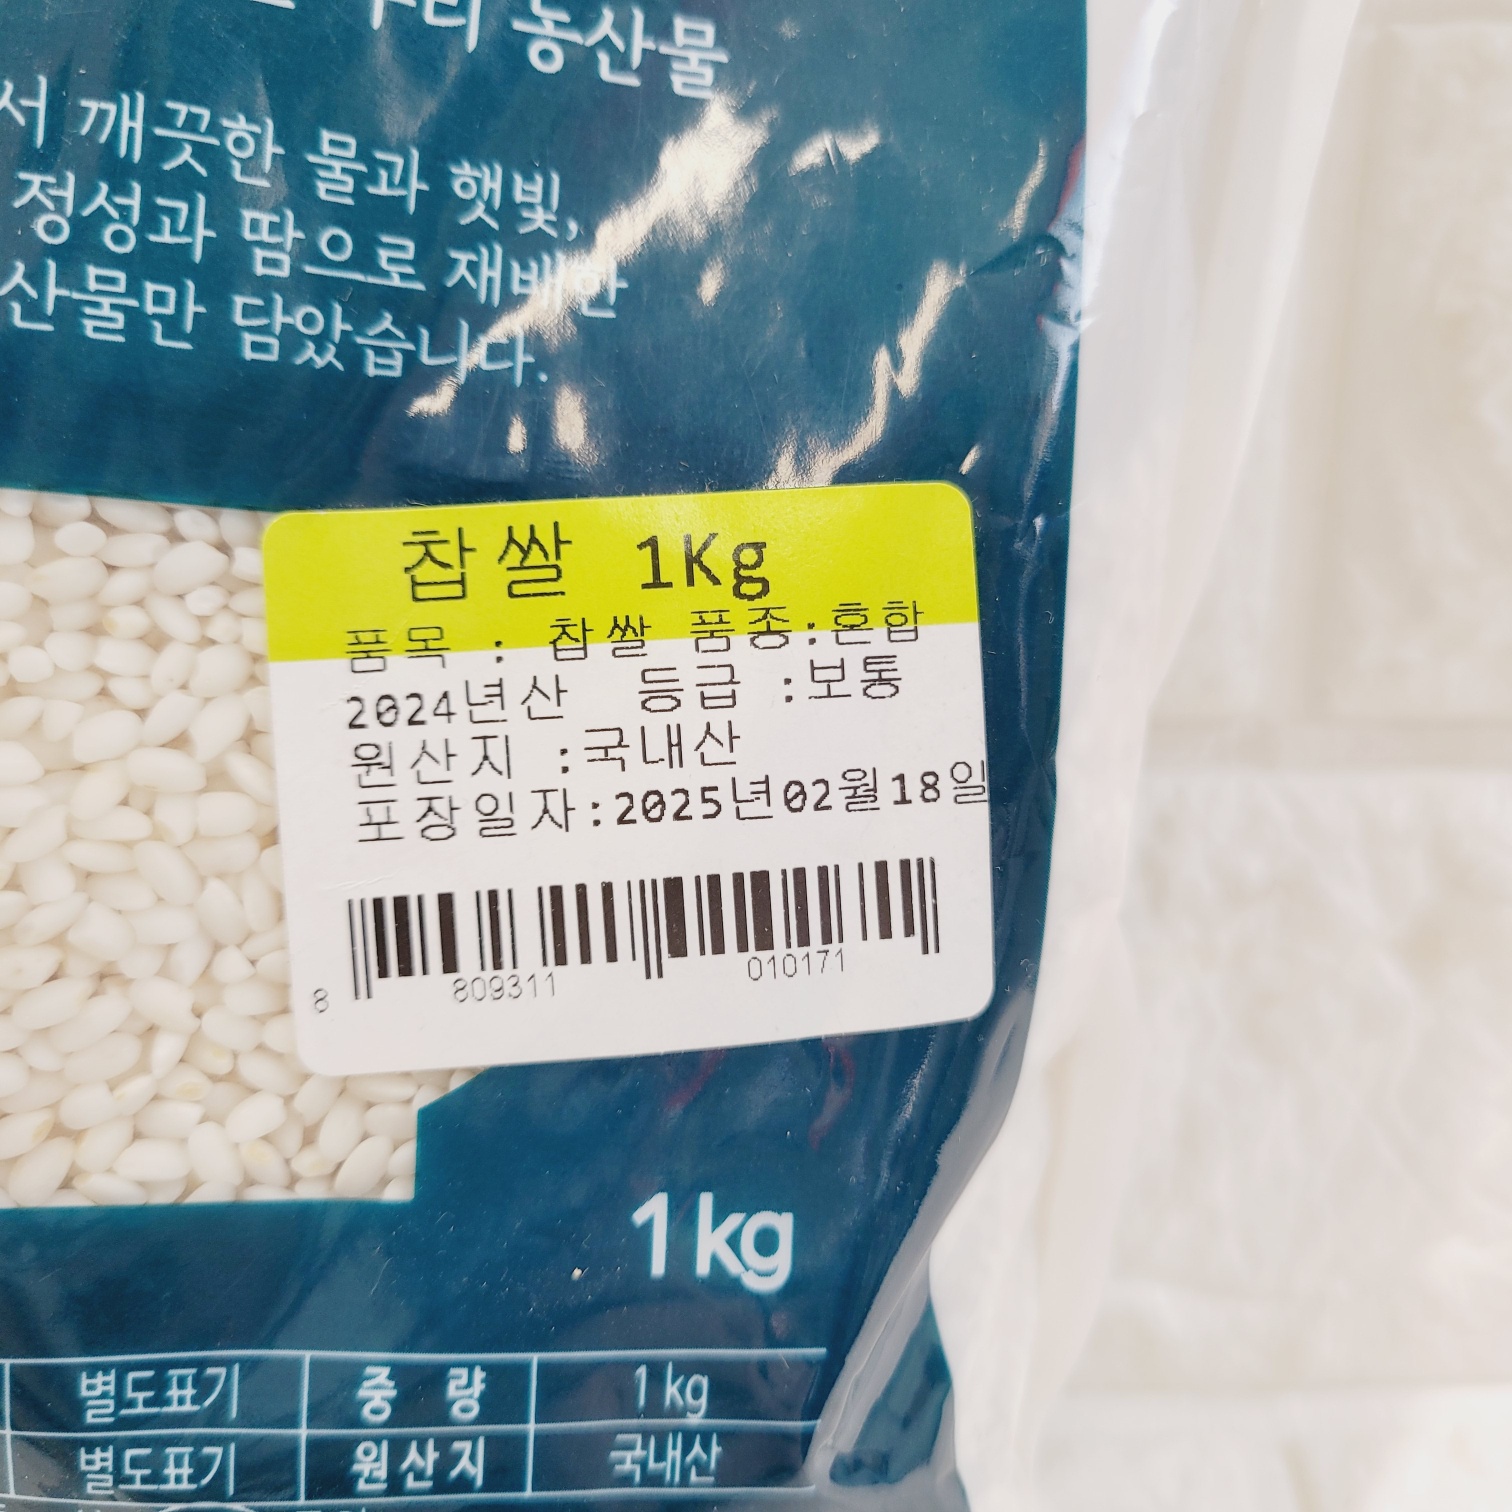 우리 농산물
서 깨끗한 물과 햇빛,
정성과 땀으로 재배한
산물만 담았습니다.
찹쌀 1Kg
품목 : 찹쌀 품종:혼합
2024년산 등급 :보통
원산지 :국내산
포장일자:2025년02월18일
8 809311 010171
1kg
별도표기 중 량 1kg
별도표기 원산지 국내산